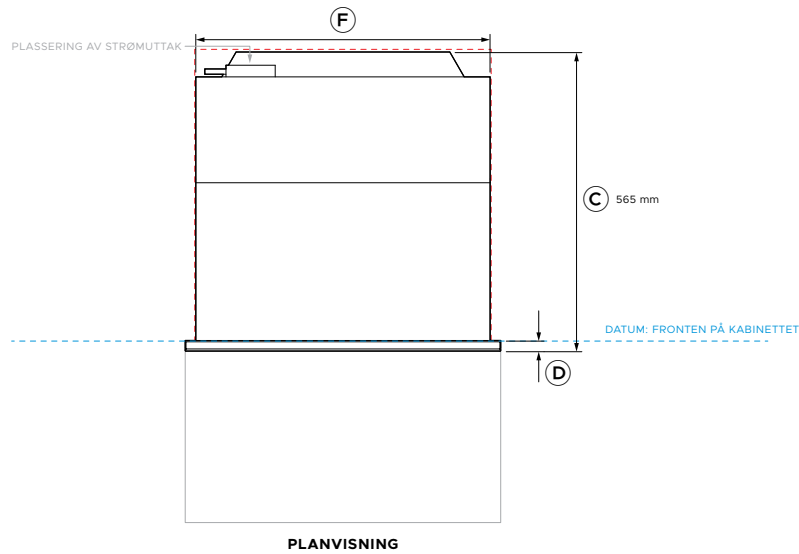 F
PLASSERING AV STRØMUTTAK
C 565 mm
DATUM: FRONTEN PÅ KABINETTET
D
PLANVISNING